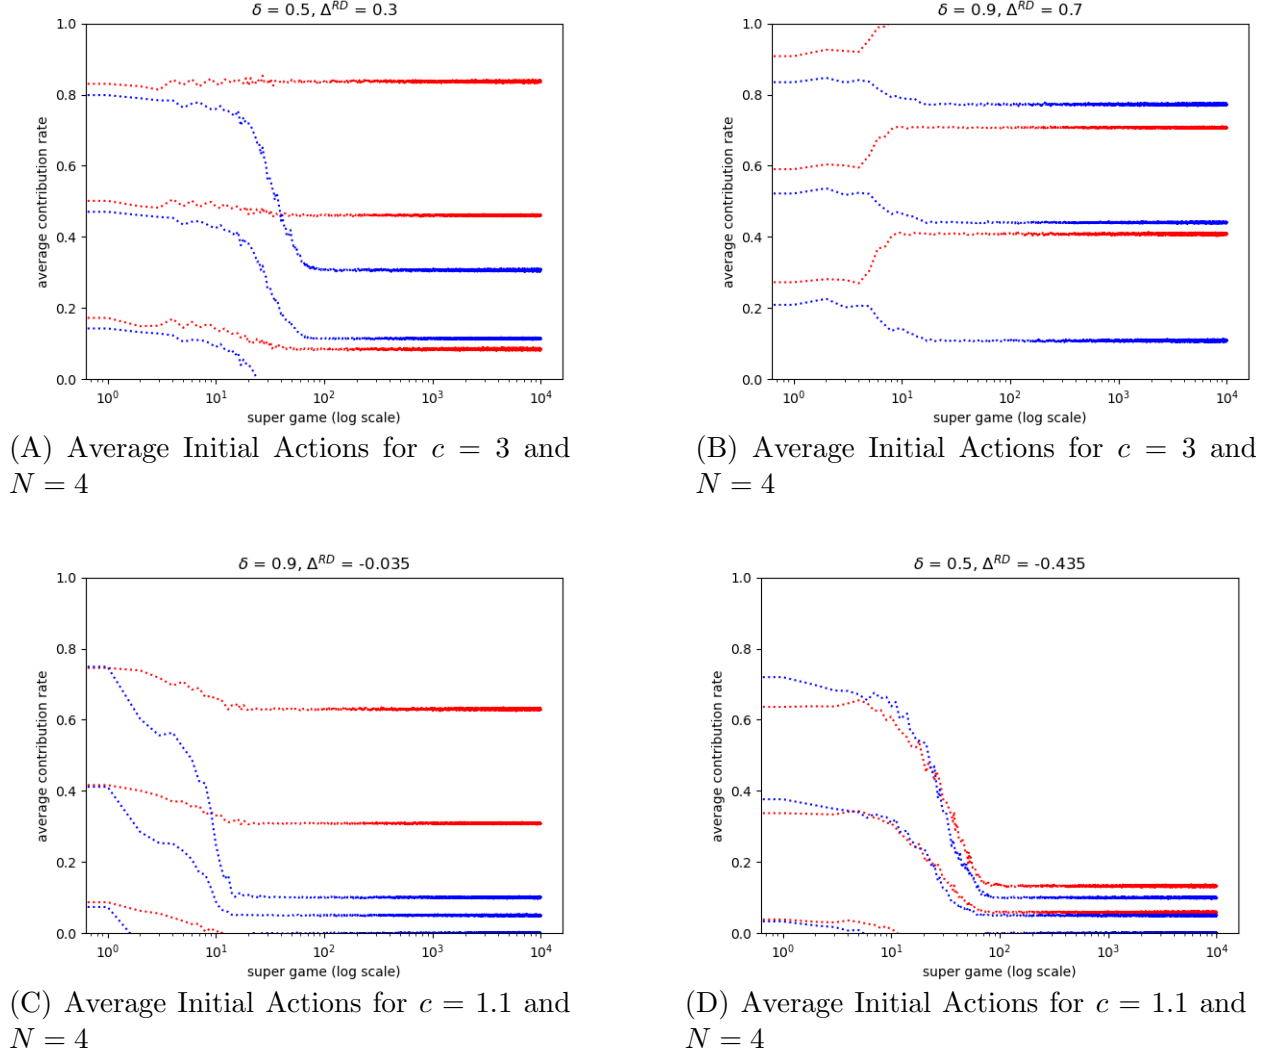 δ = 0.5, Δ^RD = 0.3
1.0
0.8
0.6
0.4
0.2
0.0
average contribution rate
10^0
10^1
10^2
10^3
10^4
super game (log scale)
(A) Average Initial Actions for c = 3 and
N = 4
δ = 0.9, Δ^RD = 0.7
1.0
0.8
0.6
0.4
0.2
0.0
average contribution rate
10^0
10^1
10^2
10^3
10^4
super game (log scale)
(B) Average Initial Actions for c = 3 and
N = 4
δ = 0.9, Δ^RD = -0.035
1.0
0.8
0.6
0.4
0.2
0.0
average contribution rate
10^0
10^1
10^2
10^3
10^4
super game (log scale)
(C) Average Initial Actions for c = 1.1 and
N = 4
δ = 0.5, Δ^RD = -0.435
1.0
0.8
0.6
0.4
0.2
0.0
average contribution rate
10^0
10^1
10^2
10^3
10^4
super game (log scale)
(D) Average Initial Actions for c = 1.1 and
N = 4